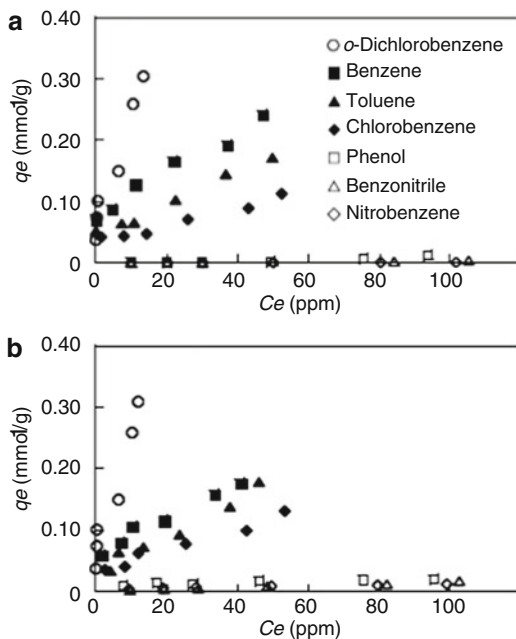 a
0.40
0.30
0.20
0.10
0
qe (mmol/g)
o-Dichlorobenzene
Benzene
Toluene
Chlorobenzene
Phenol
Benzonitrile
Nitrobenzene
0 20 40 60 80 100
Ce (ppm)
b
0.40
0.30
0.20
0.10
0.00
qe (mmol/g)
0 20 40 60 80 100
Ce (ppm)